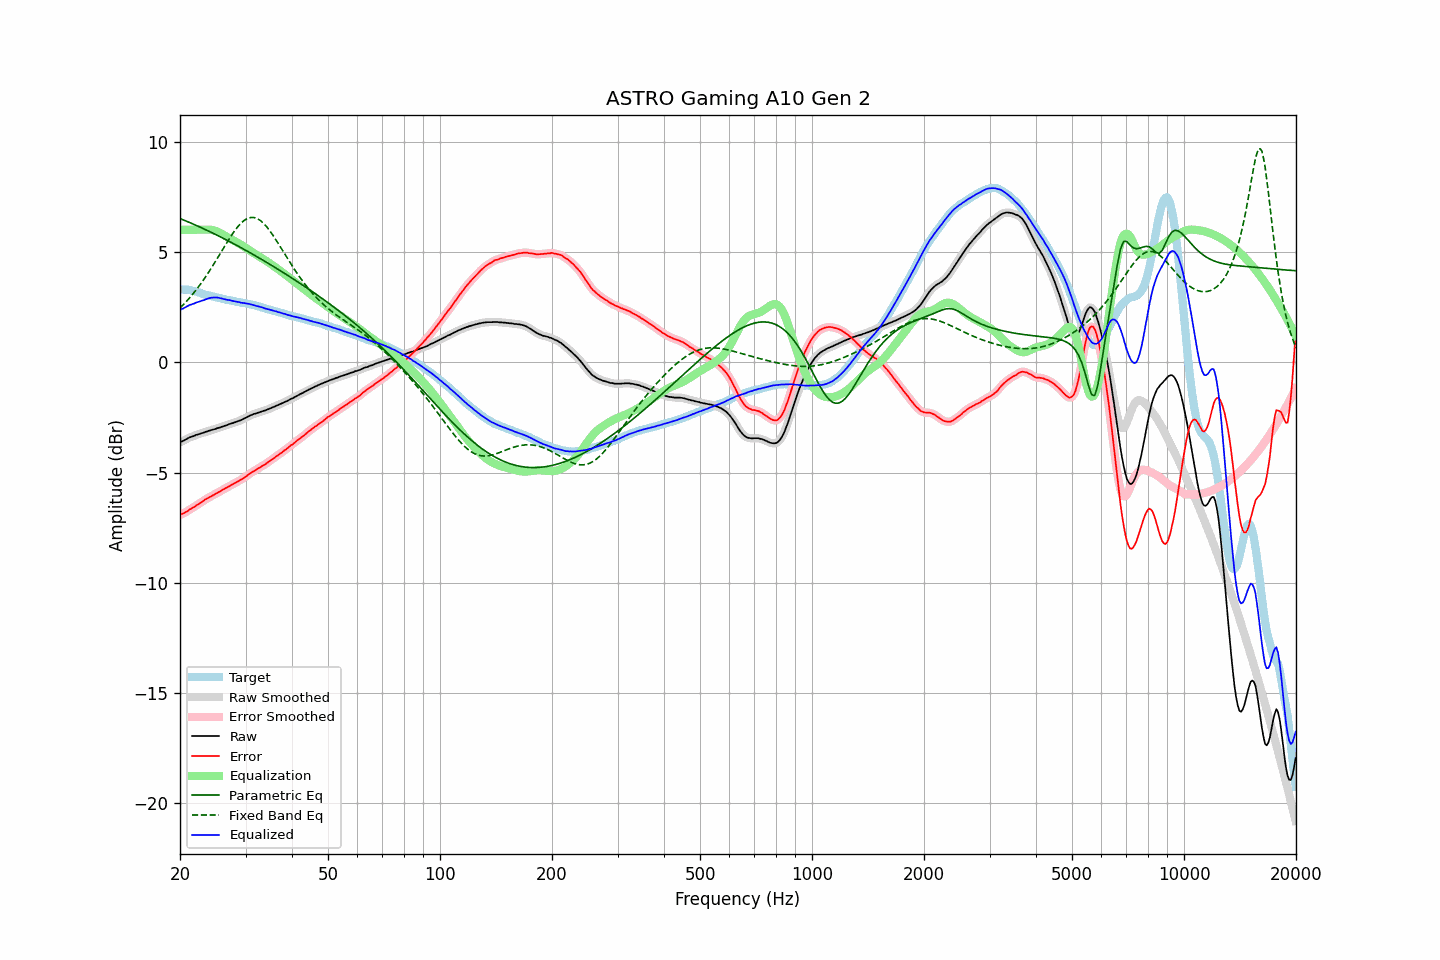 ASTRO Gaming A10 Gen 2
10
5
0
−5
−10
−15
−20
Amplitude (dBr)
Target
Raw Smoothed
Error Smoothed
Raw
Error
Equalization
Parametric Eq
Fixed Band Eq
Equalized
20 50 100 200 500 1000 2000 5000 10000 20000
Frequency (Hz)